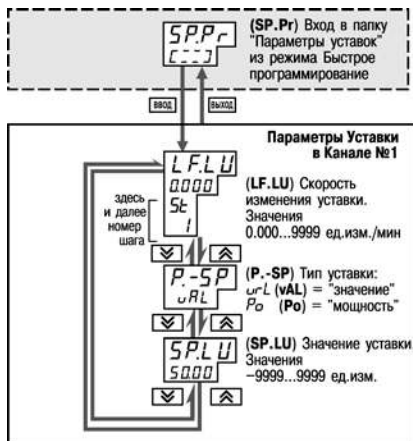 SP.Pr
[---]
(SP.Pr) Вход в папку
"Параметры уставок"
из режима Быстрое
программирование
ВВОД
ВЫХОД
Параметры Уставки
в Канале №1
LF.LU
0.000
St
1
здесь
и далее
номер
шага
(LF.LU) Скорость
изменения уставки.
Значения
0.000...9999 ед.изм./мин
P.-SP
vAL
(P.-SP) Тип уставки:
vrL (vAL) = "значение"
Po (Po) = "мощность"
SP.LU
50.00
(SP.LU) Значение уставки.
Значения
−9999...9999 ед.изм.